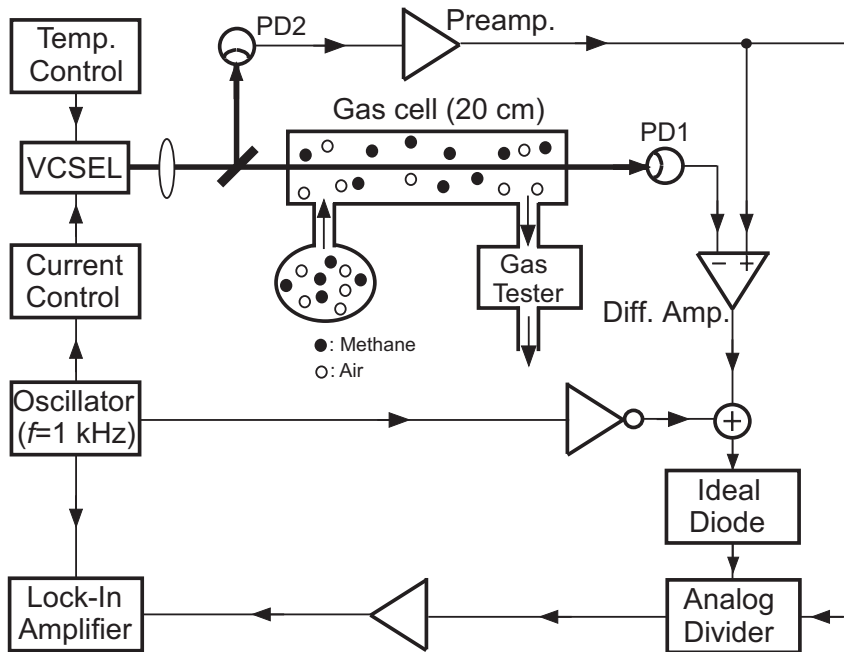 Temp.
Control
PD2
Preamp.
Gas cell (20 cm)
PD1
VCSEL
Current
Control
Gas
Tester
− +
Diff. Amp.
●: Methane
○: Air
Oscillator
(f=1 kHz)
+
Ideal
Diode
Lock-In
Amplifier
Analog
Divider